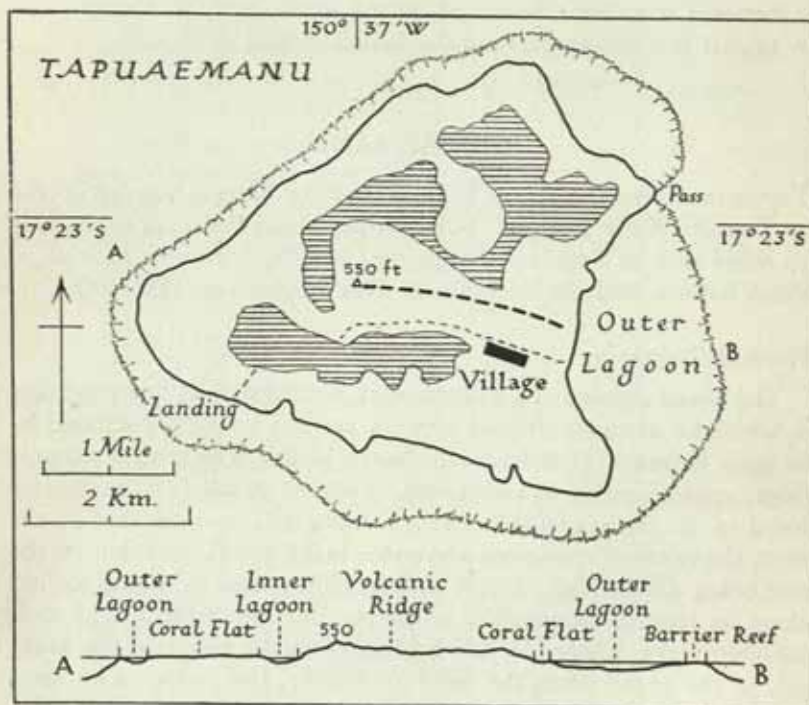 150° 37'W
TAPUAEMANU
Pass
17°23's
17°23's
A
550 ft
Outer
Lagoon
B
Village
Landing
1 Mile
2 Km.
Outer lagoon
Inner lagoon
Volcanic Ridge
Outer Lagoon
Coral Flat
550
Coral Flat
Barrier Reef
A
B